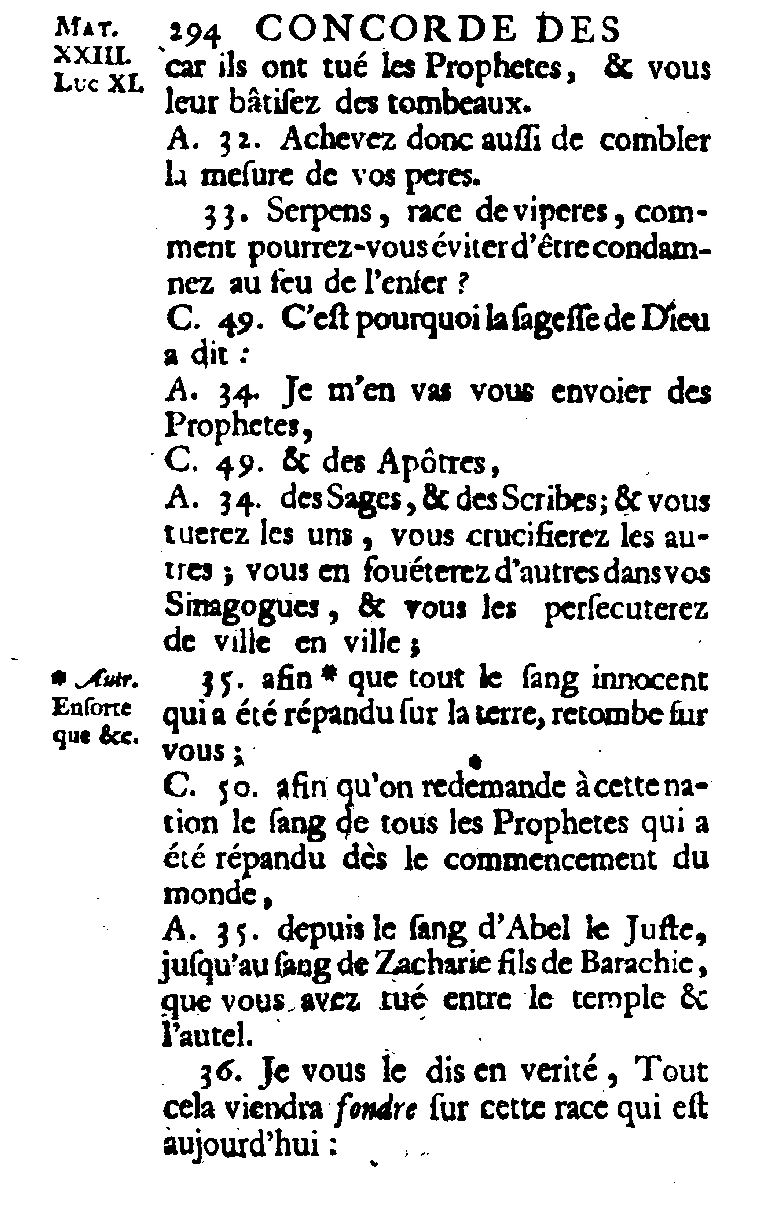 MAT.
XXIII.
Luc XI.
294 CONCORDE DES
car ils ont tué les Prophetes, & vous
leur bâtiſez des tombeaux.
A. 32. Achevez donc auſſi de combler
la meſure de vos peres.
33. Serpens, race de viperes, com-
ment pourrez-vous éviter d'être condam-
nez au feu de l'enfer ?
C. 49. C'eſt pourquoi la ſageſſe de Dieu
a dit :
A. 34. Je m'en vas vous envoier des
Prophetes,
C. 49. & des Apôtres,
A. 34. des Sages, & des Scribes; & vous
tuerez les uns, vous crucifierez les au-
tres ; vous en fouéterez d'autres dans vos
Sinagogues, & vous les perſecuterez
de ville en ville ;
* Autr.
Enſorte
que &c.
35. afin * que tout le ſang innocent
qui a été répandu ſur la terre, retombe ſur
vous ;
C. 50. afin qu'on redemande à cette na-
tion le ſang de tous les Prophetes qui a
été répandu dès le commencement du
monde,
A. 35. depuis le ſang d'Abel le Juſte,
juſqu'au ſang de Zacharie fils de Barachie,
que vous avez tué entre le temple &
l'autel.
36. Je vous le dis en verité, Tout
cela viendra fondre ſur cette race qui eſt
aujourd'hui :